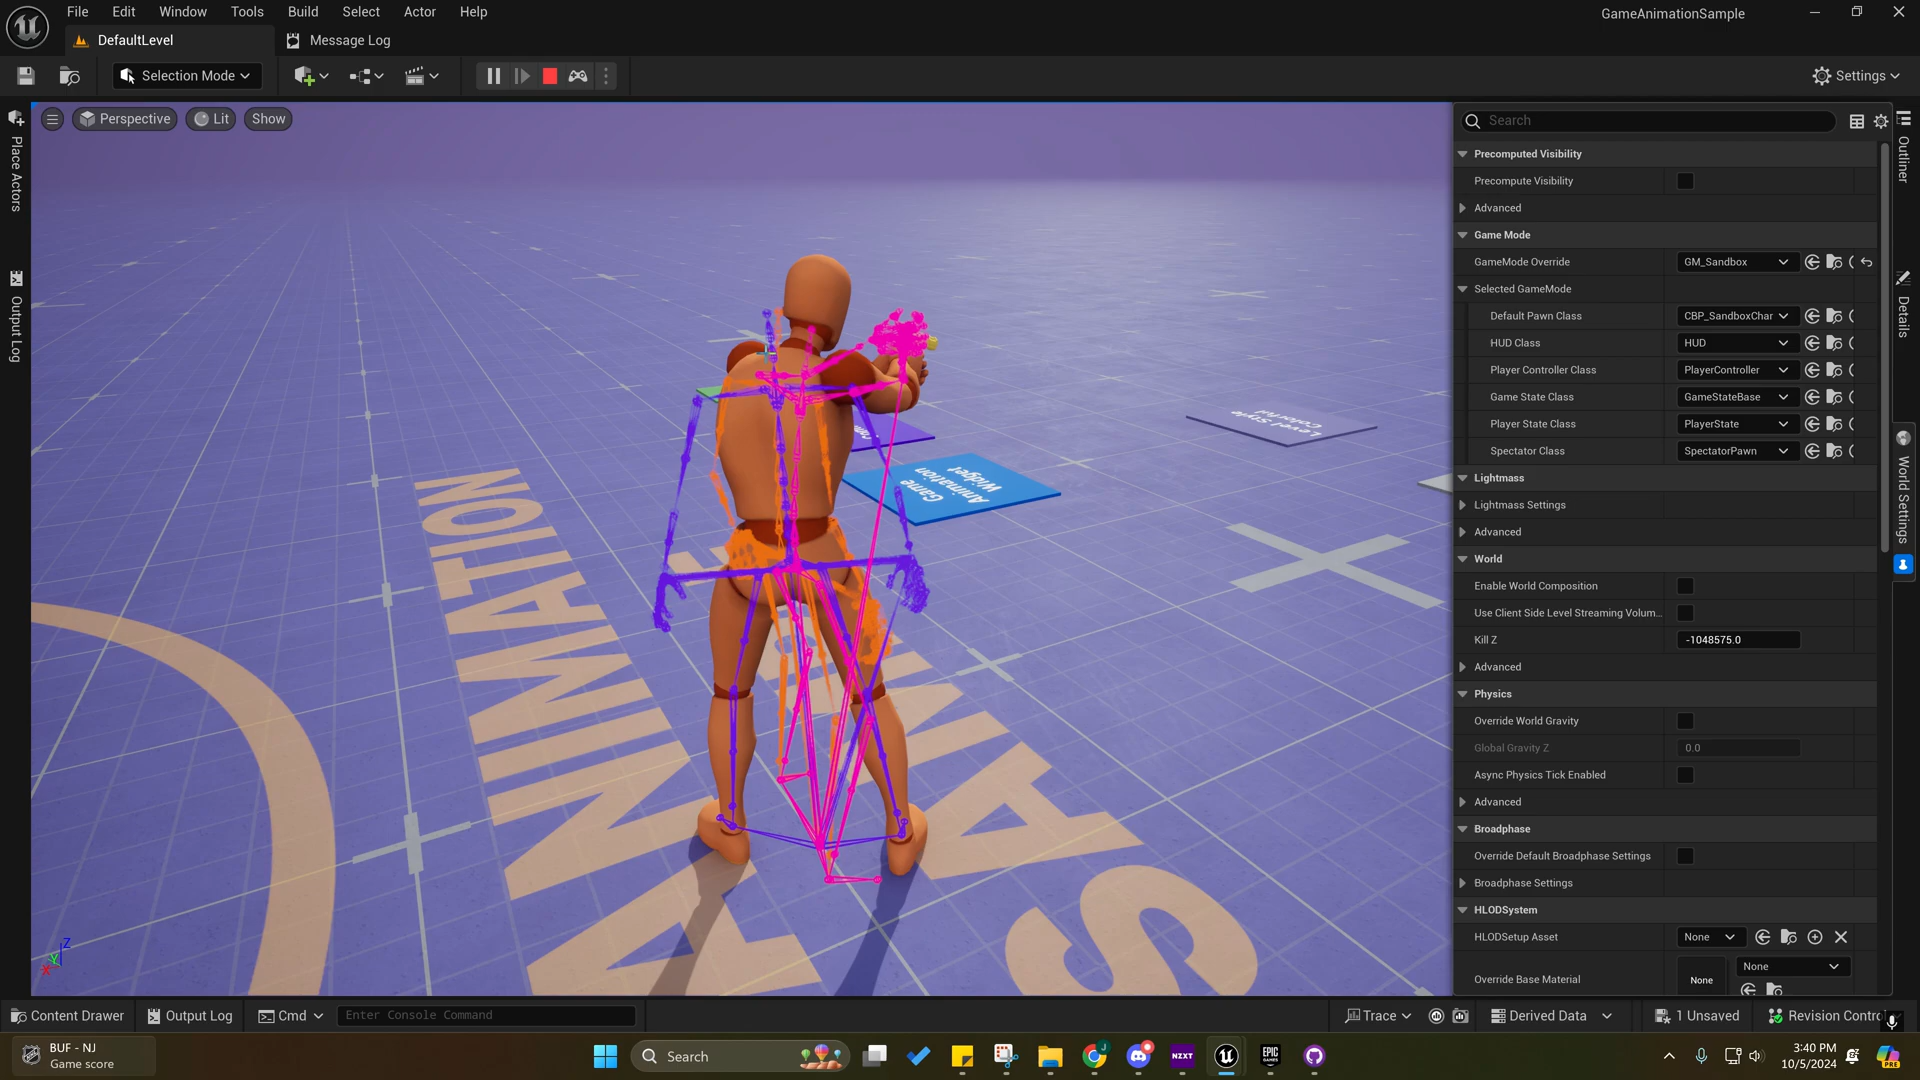 File Edit Window Tools Build Select Actor Help
GameAnimationSample
DefaultLevel
Message Log
Selection Mode
Settings
Place Actors
Output Log
Perspective
Lit
Show
Search
Outliner
Details
World Settings
Precomputed Visibility
Precompute Visibility
Advanced
Game Mode
GameMode Override GM_Sandbox
Selected GameMode
Default Pawn Class CBP_SandboxChar
HUD Class HUD
Player Controller Class PlayerController
Game State Class GameStateBase
Player State Class PlayerState
Spectator Class SpectatorPawn
Lightmass
Lightmass Settings
Advanced
World
Enable World Composition
Use Client Side Level Streaming Volum...
Kill Z -1048575.0
Advanced
Physics
Override World Gravity
Global Gravity Z 0.0
Async Physics Tick Enabled
Advanced
Broadphase
Override Default Broadphase Settings
Broadphase Settings
HLODSystem
HLODSetup Asset None
Override Base Material None None
Level Style
Colorful
Game
Animation
Widget
ANIMATION
Z
Y
X
Content Drawer
Output Log
Cmd
Enter Console Command
Trace
Derived Data
1 Unsaved
Revision Contro
BUF - NJ
Game score
Search
J
NZXT
EPIC
GAMES
PRE
3:40 PM
10/5/2024